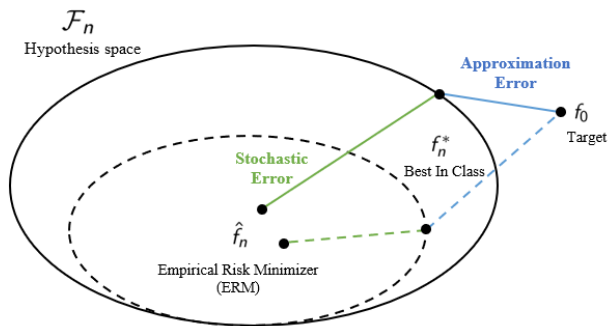 𝓕ₙ
Hypothesis space
Approximation
Error
f₀
Target
fₙ*
Best In Class
Stochastic
Error
f̂ₙ
Empirical Risk Minimizer
(ERM)